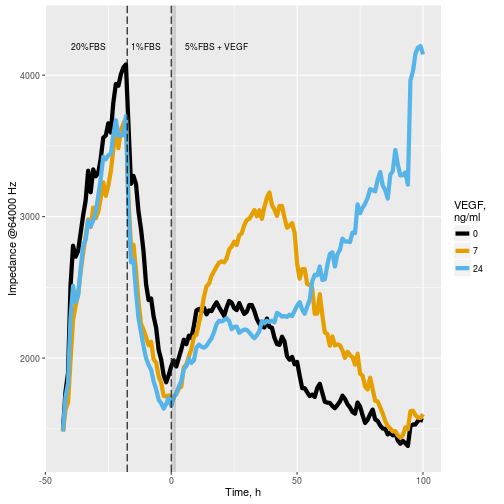 20%FBS 1%FBS 5%FBS + VEGF
4000
3000
2000
Impedance @64000 Hz
-50 0 50 100
Time, h
VEGF,
ng/ml
0
7
24